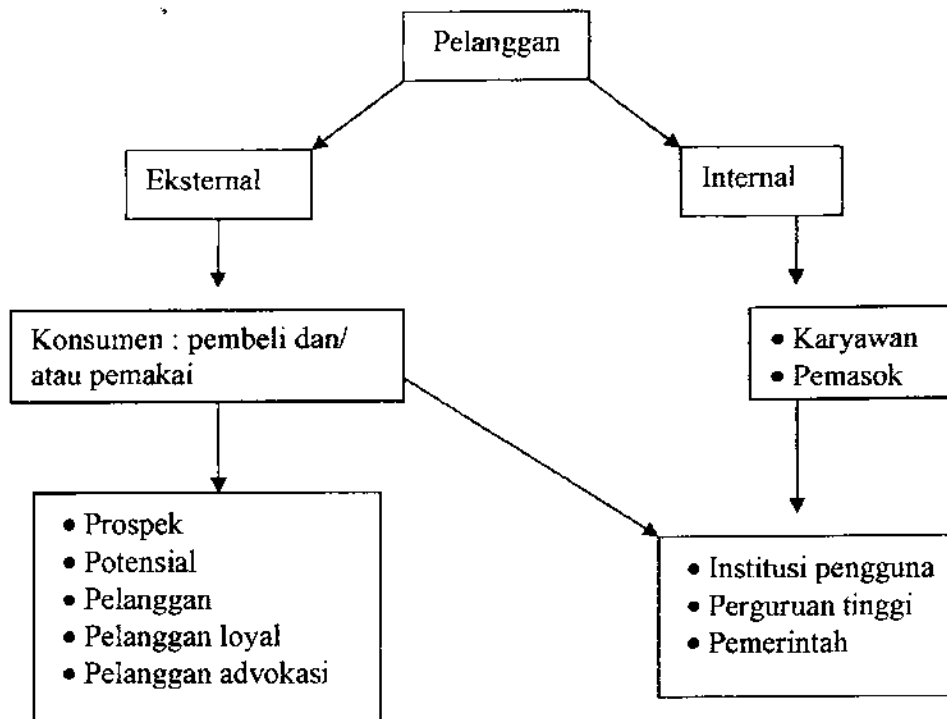 Pelanggan
Eksternal
Internal
Konsumen : pembeli dan/
atau pemakai
• Karyawan
• Pemasok
• Prospek
• Potensial
• Pelanggan
• Pelanggan loyal
• Pelanggan advokasi
• Institusi pengguna
• Perguruan tinggi
• Pemerintah